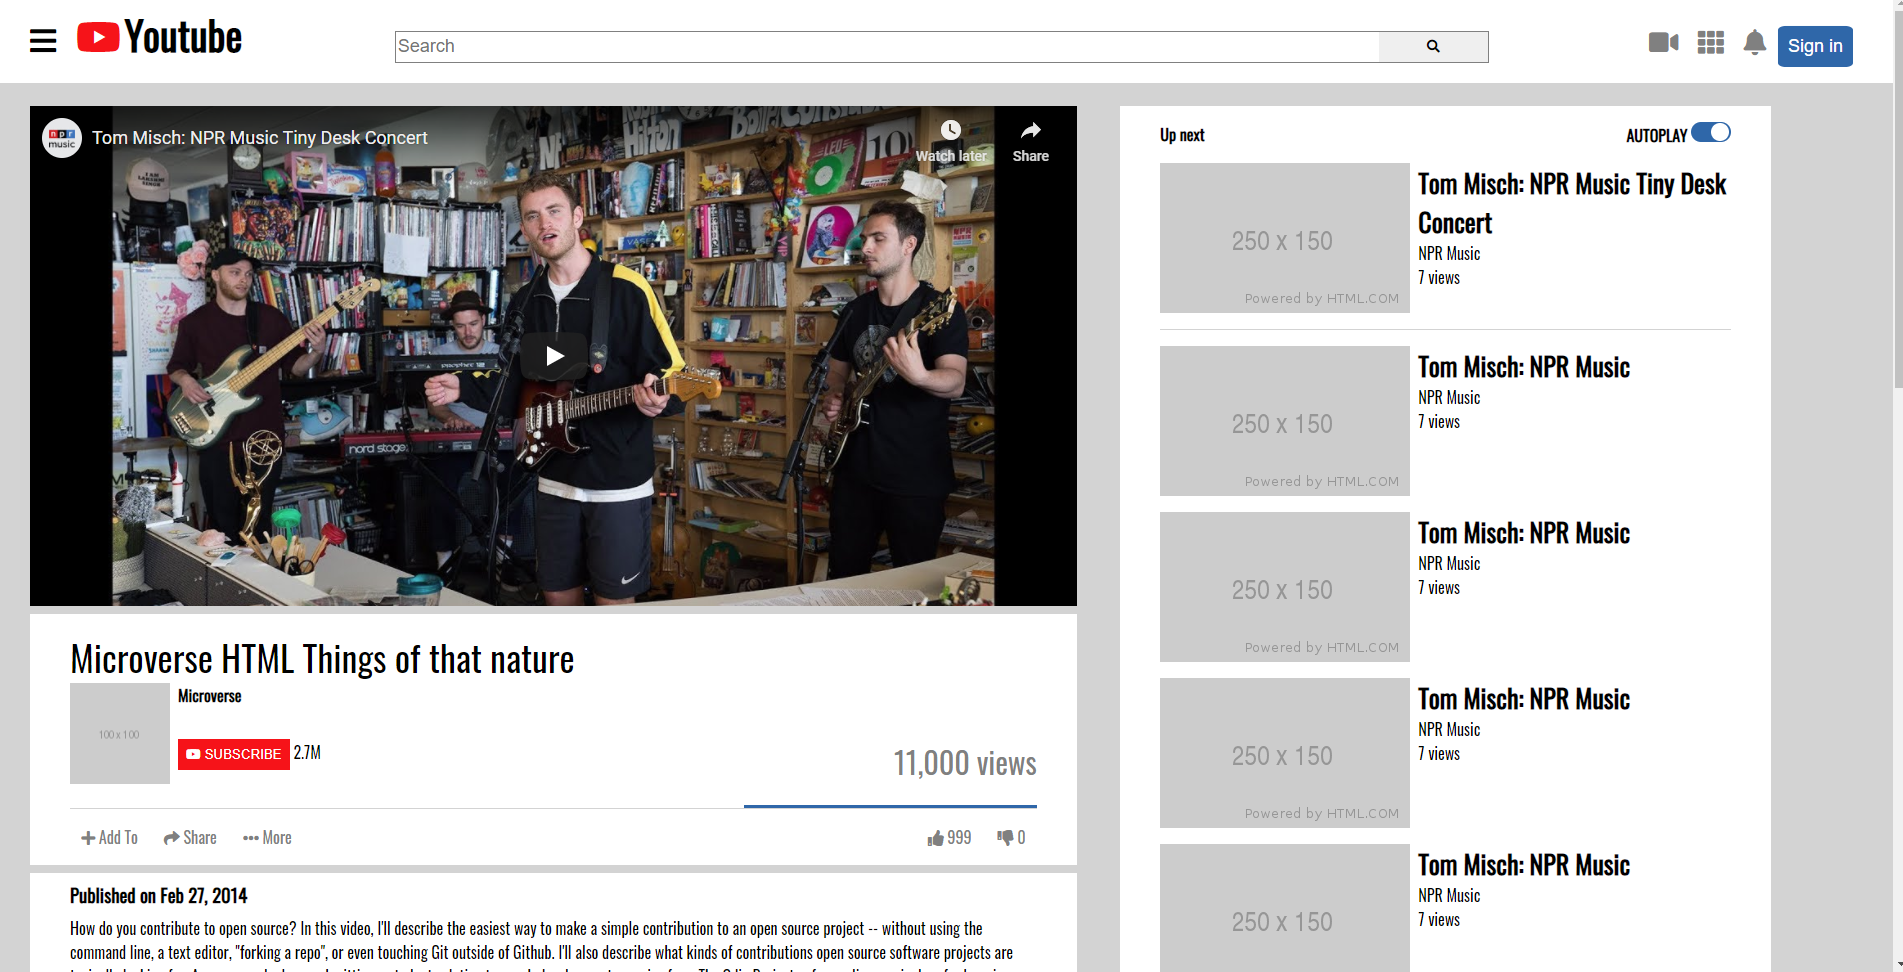 Youtube
Search
Sign in
npr
music
Tom Misch: NPR Music Tiny Desk Concert
Watch later
Share
nord stage
Microverse HTML Things of that nature
100 x 100
Microverse
SUBSCRIBE 2.7M
11,000 views
Add To
Share
More
999
0
Published on Feb 27, 2014
How do you contribute to open source? In this video, I'll describe the easiest way to make a simple contribution to an open source project -- without using the
command line, a text editor, "forking a repo", or even touching Git outside of Github. I'll also describe what kinds of contributions open source software projects are
Up next
AUTOPLAY
250 x 150
Powered by HTML.COM
Tom Misch: NPR Music Tiny Desk
Concert
NPR Music
7 views
250 x 150
Powered by HTML.COM
Tom Misch: NPR Music
NPR Music
7 views
250 x 150
Powered by HTML.COM
Tom Misch: NPR Music
NPR Music
7 views
250 x 150
Powered by HTML.COM
Tom Misch: NPR Music
NPR Music
7 views
250 x 150
Tom Misch: NPR Music
NPR Music
7 views